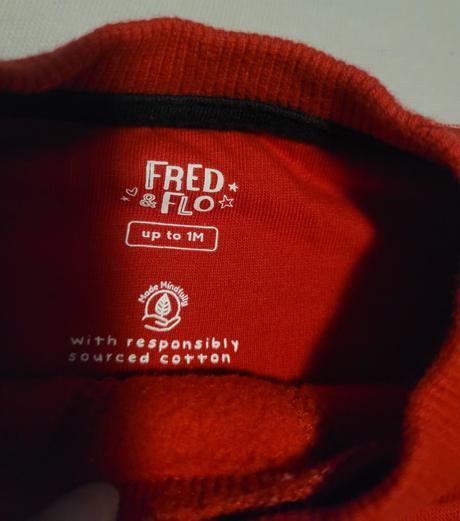 FRED
& FLO
up to 1M
Made Mindfully
with responsibly
sourced cotton